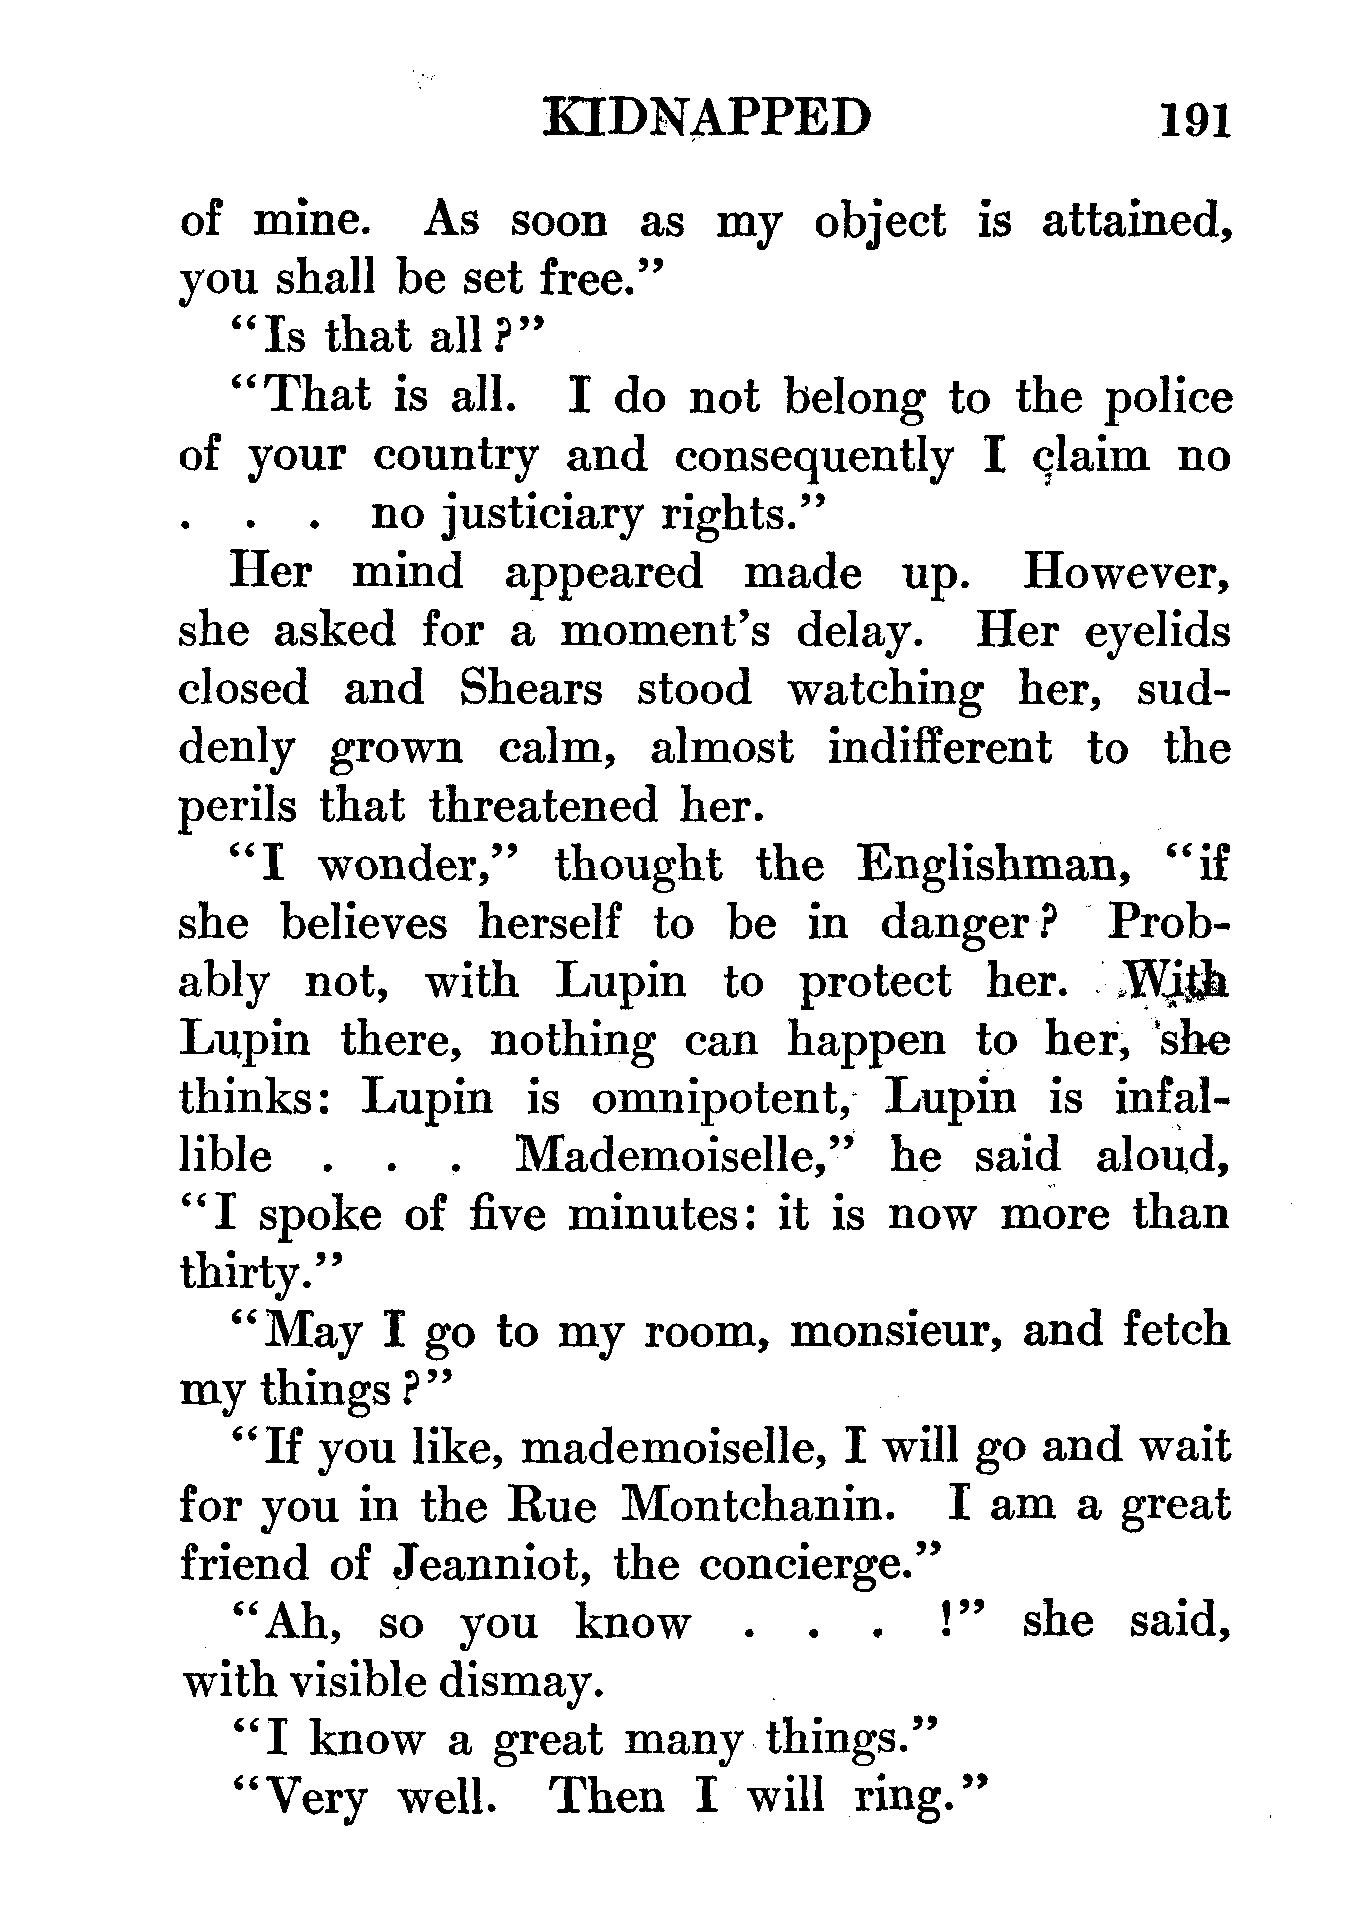 KIDNAPPED 191
of mine. As soon as my object is attained,
you shall be set free.”
“Is that all?”
“That is all. I do not belong to the police
of your country and consequently I claim no
. . . no justiciary rights.”
Her mind appeared made up. However,
she asked for a moment’s delay. Her eyelids
closed and Shears stood watching her, sud-
denly grown calm, almost indifferent to the
perils that threatened her.
“I wonder,” thought the Englishman, “if
she believes herself to be in danger? Prob-
ably not, with Lupin to protect her. With
Lupin there, nothing can happen to her, she
thinks: Lupin is omnipotent, Lupin is infal-
lible . . . Mademoiselle,” he said aloud,
“I spoke of five minutes: it is now more than
thirty.”
“May I go to my room, monsieur, and fetch
my things?”
“If you like, mademoiselle, I will go and wait
for you in the Rue Montchanin. I am a great
friend of Jeanniot, the concierge.”
“Ah, so you know . . . !” she said,
with visible dismay.
“I know a great many things.”
“Very well. Then I will ring.”